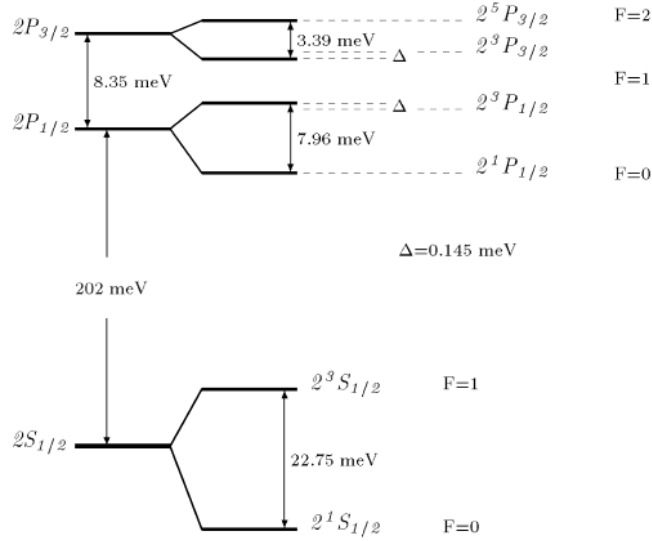 2P3/2
2⁵P3/2 F=2
3.39 meV
2³P3/2
Δ
8.35 meV
F=1
Δ
2³P1/2
2P1/2
7.96 meV
2¹P1/2 F=0
Δ=0.145 meV
202 meV
2³S1/2 F=1
2S1/2
22.75 meV
2¹S1/2 F=0